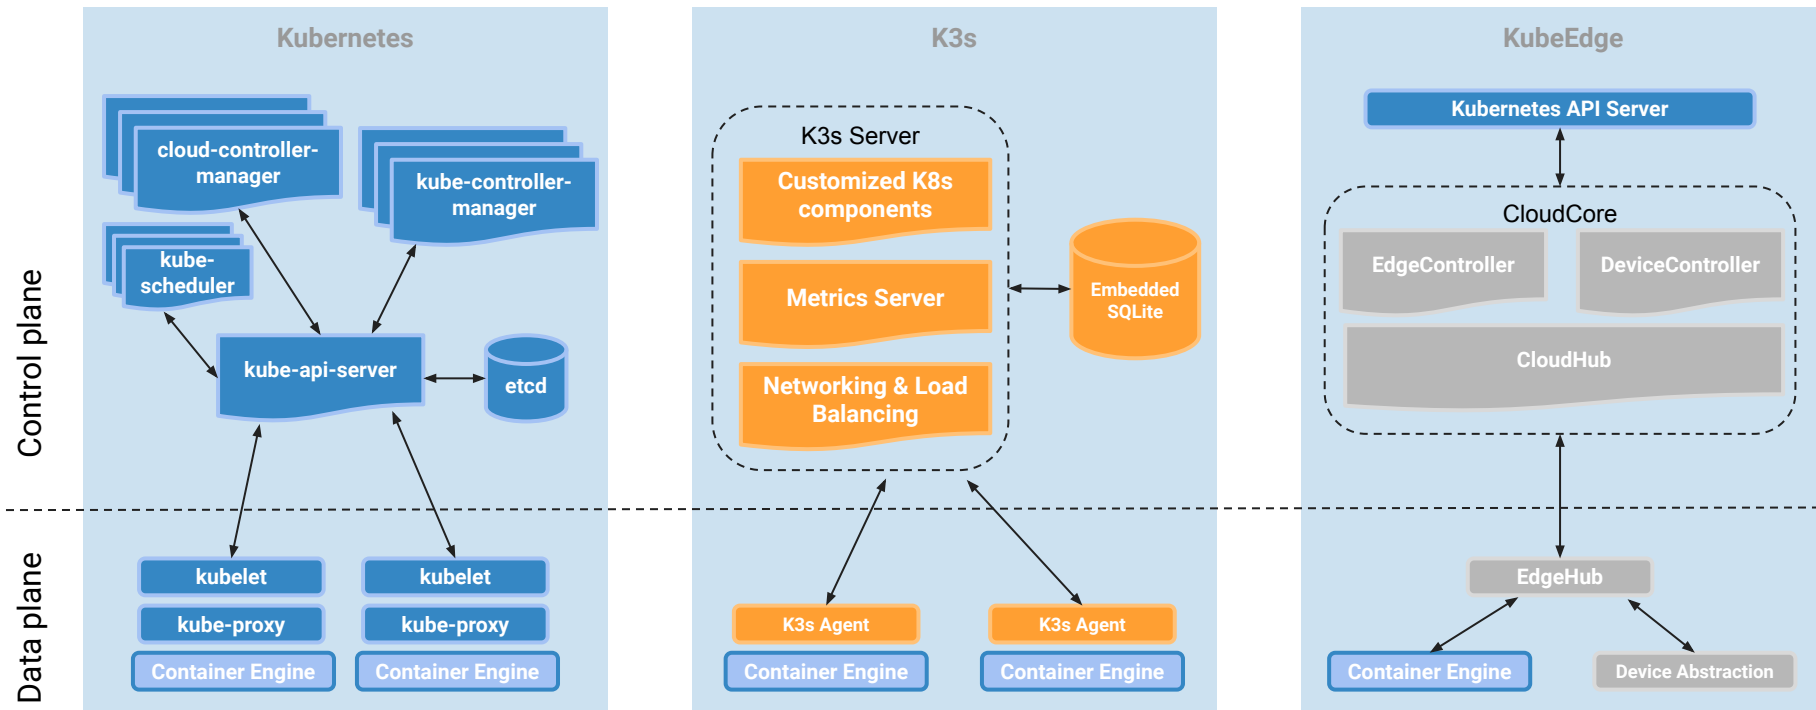 Kubernetes
cloud-controller-
manager
kube-controller-
manager
kube-
scheduler
kube-api-server
etcd
kubelet
kubelet
kube-proxy
kube-proxy
Container Engine
Container Engine
K3s
K3s Server
Customized K8s
components
Metrics Server
Networking & Load
Balancing
Embedded
SQLite
K3s Agent
K3s Agent
Container Engine
Container Engine
KubeEdge
Kubernetes API Server
CloudCore
EdgeController
DeviceController
CloudHub
EdgeHub
Container Engine
Device Abstraction
Control plane
Data plane